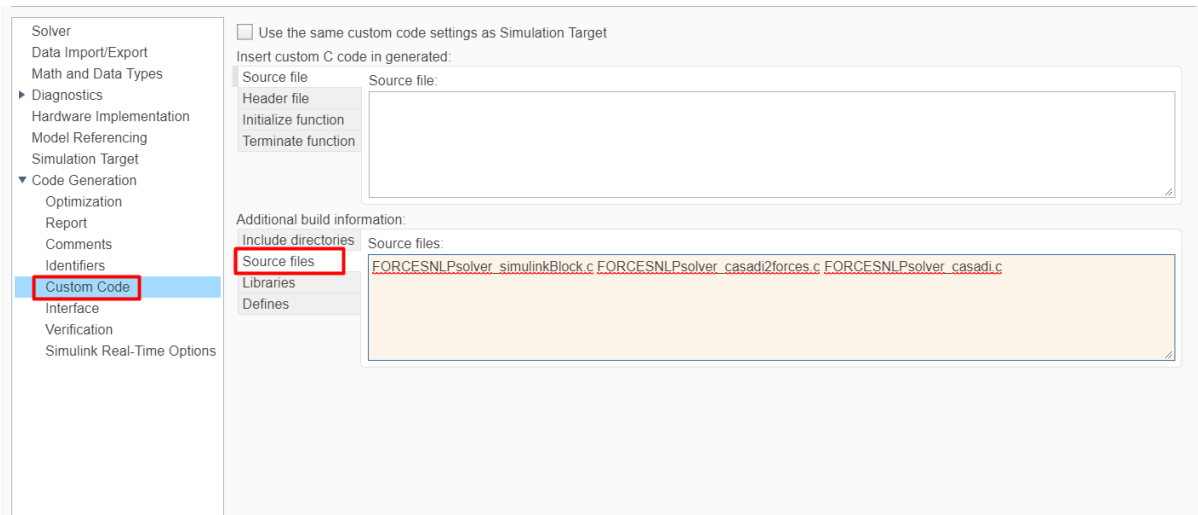 Solver
Data Import/Export
Math and Data Types
Diagnostics
Hardware Implementation
Model Referencing
Simulation Target
Code Generation
Optimization
Report
Comments
Identifiers
Custom Code
Interface
Verification
Simulink Real-Time Options
Use the same custom code settings as Simulation Target
Insert custom C code in generated:
Source file
Header file
Initialize function
Terminate function
Source file:
Additional build information:
Include directories
Source files
Libraries
Defines
Source files:
FORCESNLPsolver_simulinkBlock.c FORCESNLPsolver_casadi2forces.c FORCESNLPsolver_casadi.c